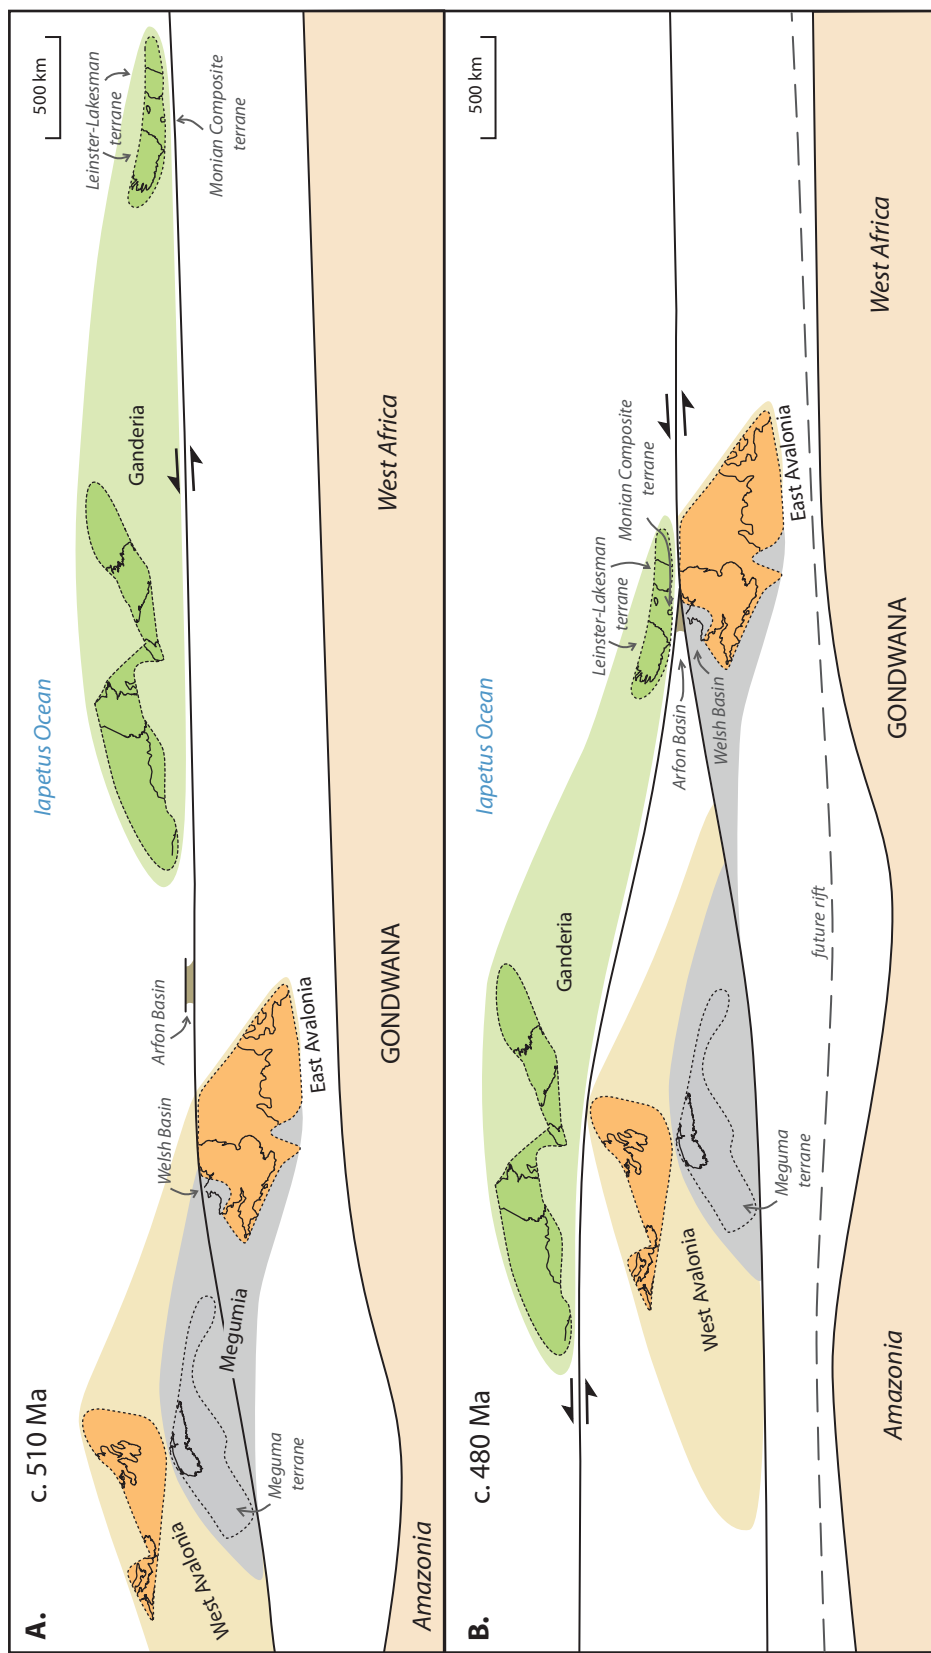 A.
c. 510 Ma
Iapetus Ocean
500 km
Leinster-Lakesman
terrane
Monian Composite
terrane
Ganderia
Arfon Basin
Welsh Basin
East Avalonia
Megumia
West Avalonia
Meguma
terrane
Amazonia
GONDWANA
West Africa
B.
c. 480 Ma
Iapetus Ocean
500 km
Ganderia
Leinster-Lakesman
terrane
Monian Composite
terrane
Arfon Basin
Welsh Basin
East Avalonia
West Avalonia
Meguma
terrane
future rift
Amazonia
GONDWANA
West Africa